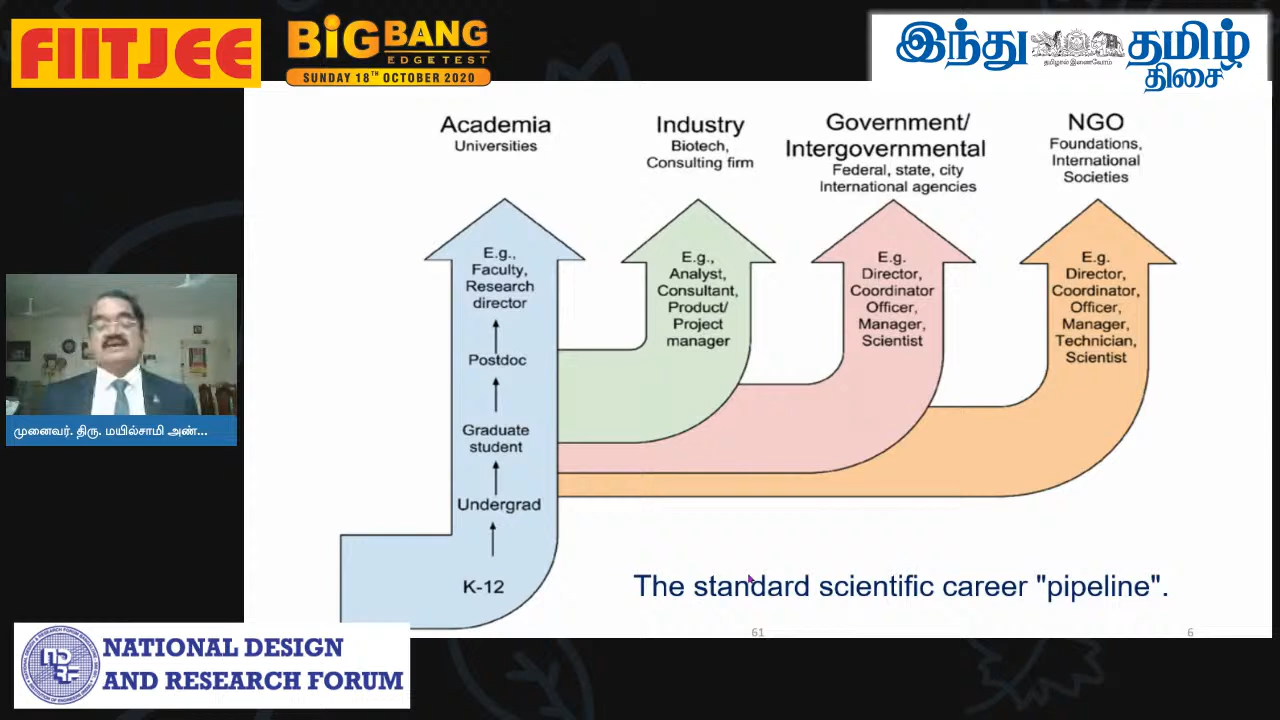 FIITJEE
BiGBANG
EDGE TEST
SUNDAY 18TH OCTOBER 2020
இந்து தமிழ்
தமிழால் இணைவோம்
திசை
Academia
Universities
Industry
Biotech,
Consulting firm
Government/
Intergovernmental
Federal, state, city
International agencies
NGO
Foundations,
International
Societies
E.g.,
Faculty,
Research
director
Postdoc
Graduate
student
Undergrad
K-12
E.g.,
Analyst,
Consultant,
Product/
Project
manager
E.g.
Director,
Coordinator
Officer,
Manager,
Scientist
E.g.
Director,
Coordinator,
Officer,
Manager,
Technician,
Scientist
முனைவர். திரு. மயில்சாமி அண்...
The standard scientific career "pipeline".
61
6
NATIONAL DESIGN
AND RESEARCH FORUM